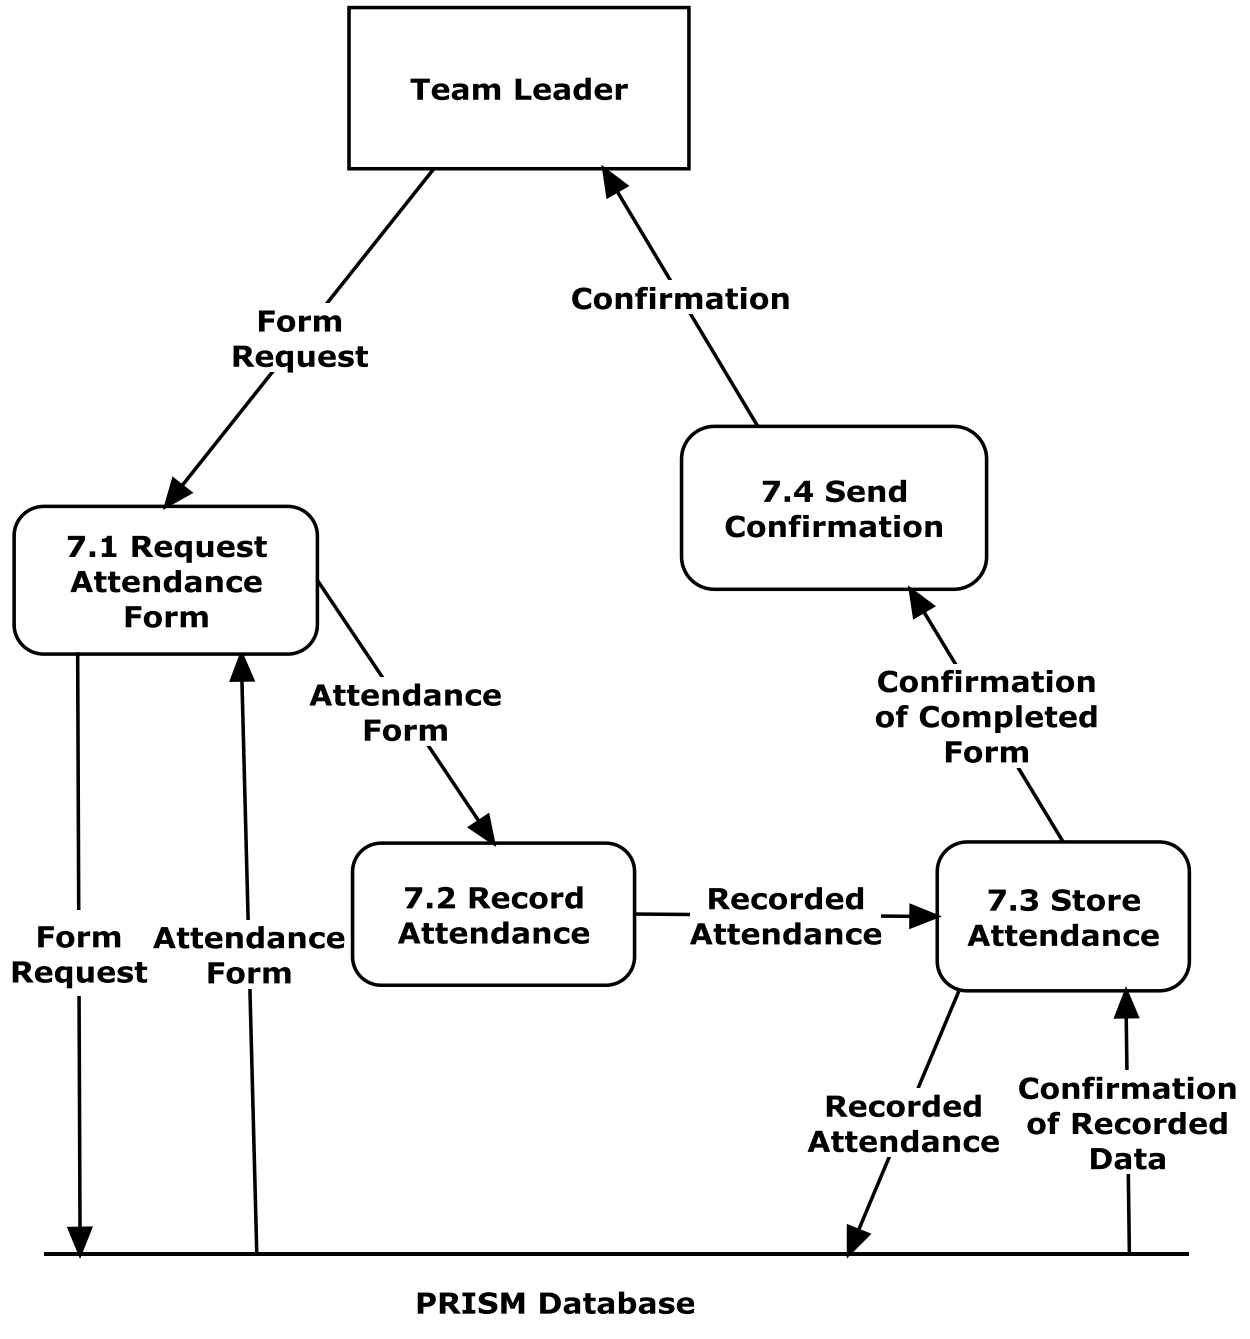 Team Leader
Confirmation
Form
Request
7.4 Send
Confirmation
7.1 Request
Attendance
Form
Attendance
Form
Confirmation
of Completed
Form
7.2 Record
Attendance
Recorded
Attendance
7.3 Store
Attendance
Form
Request
Attendance
Form
Recorded
Attendance
Confirmation
of Recorded
Data
PRISM Database